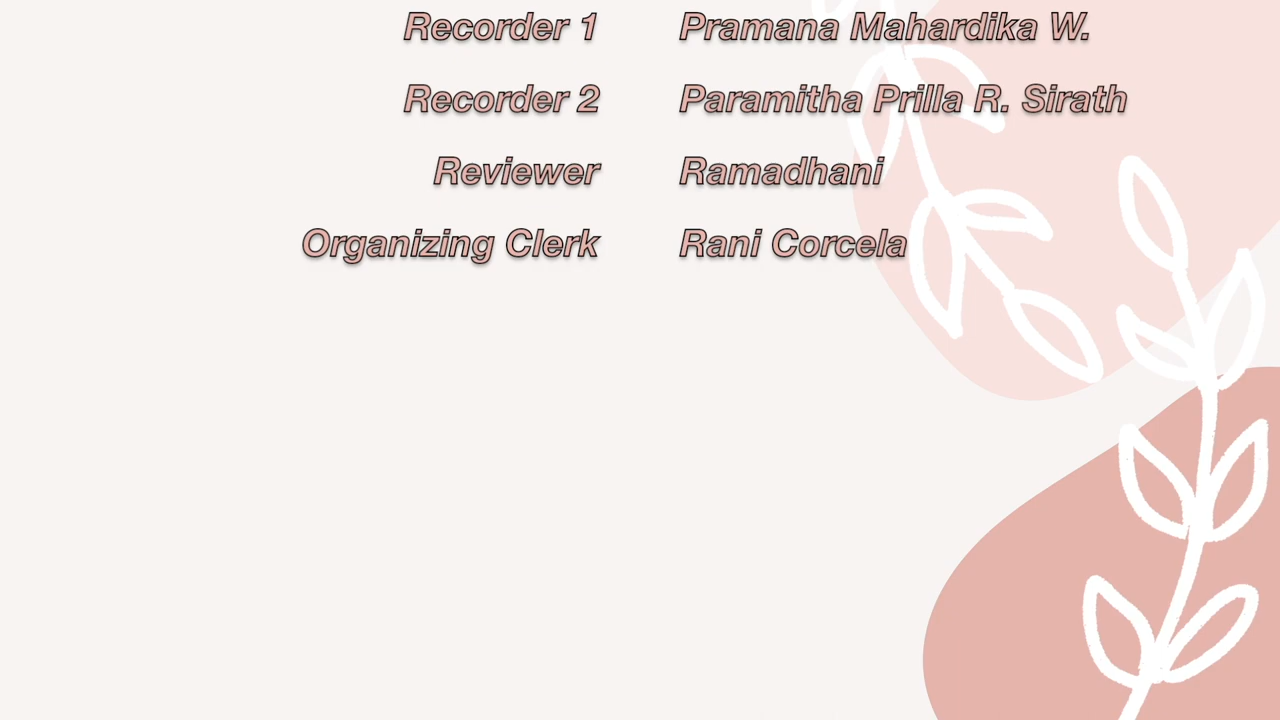 Recorder 1 Pramana Mahardika W.
Recorder 2 Paramitha Prilla R. Sirath
Reviewer Ramadhani
Organizing Clerk Rani Corcela